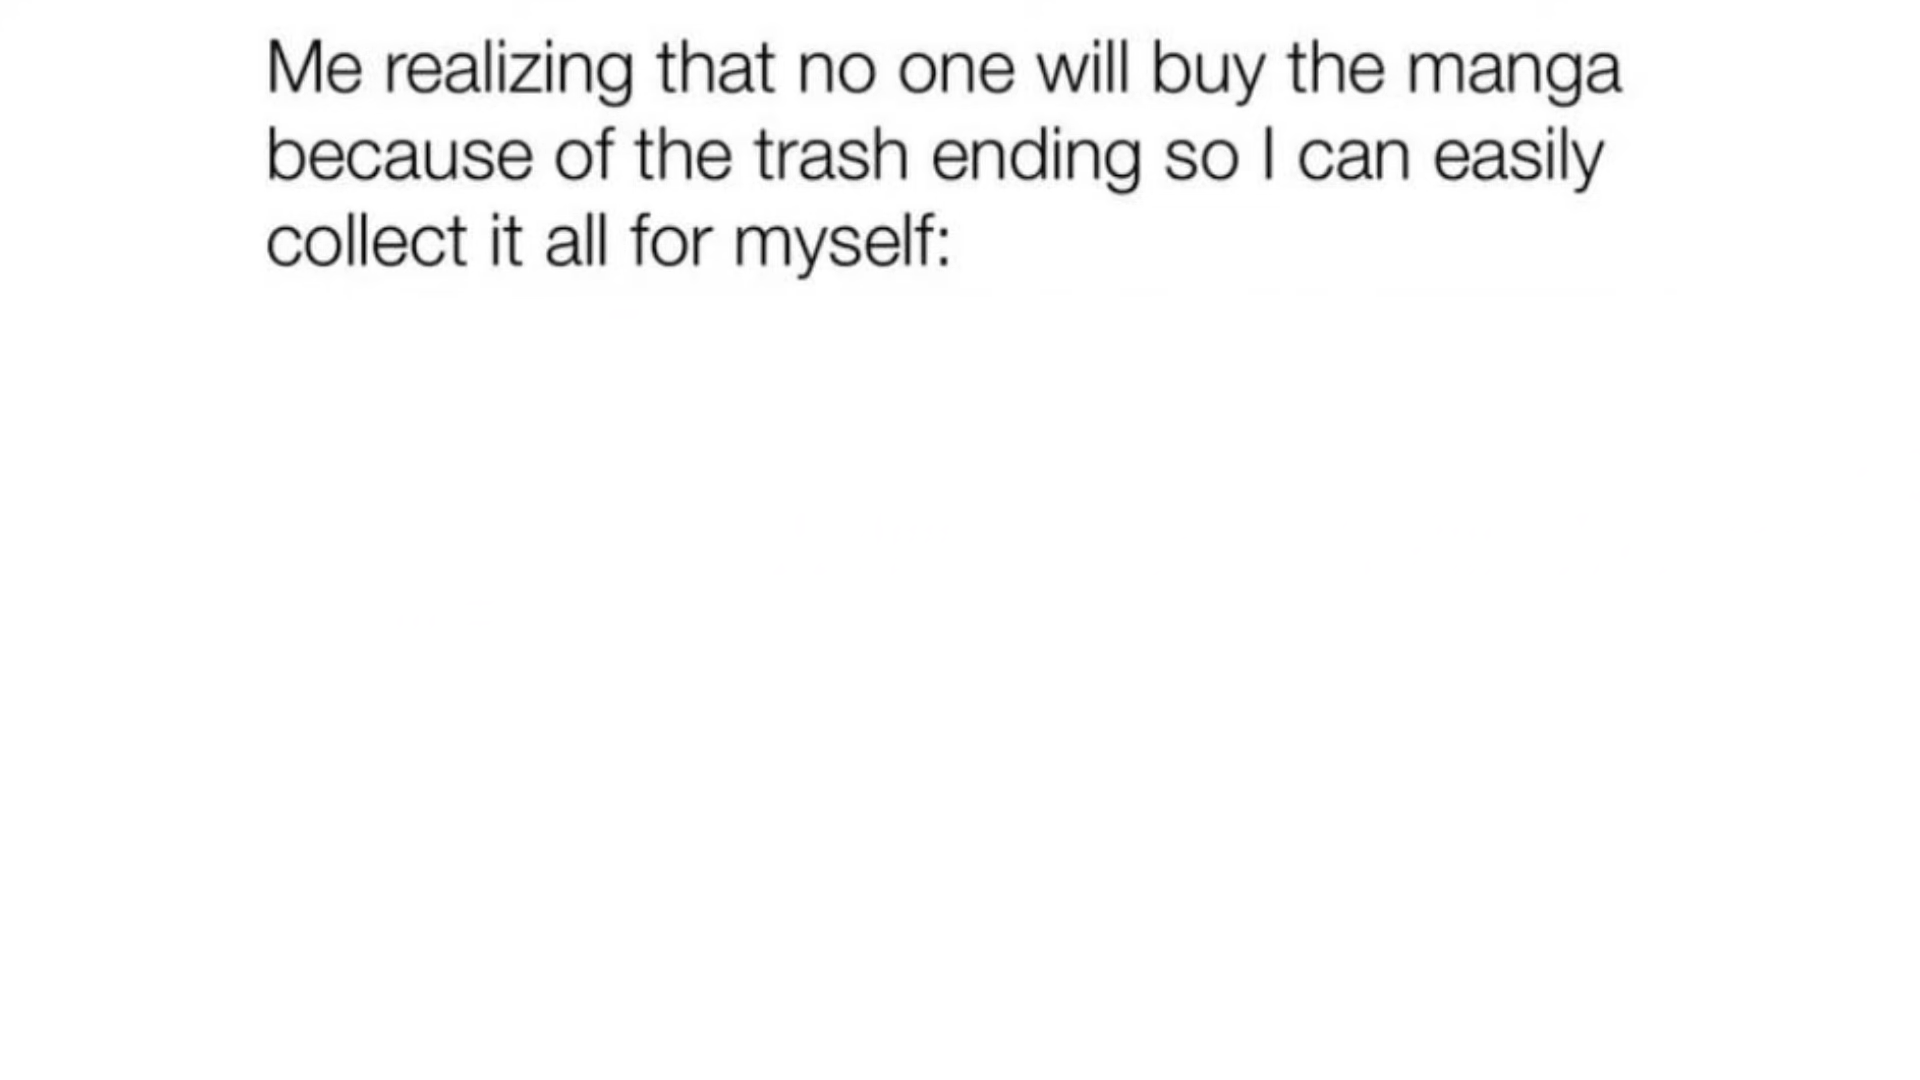 Me realizing that no one will buy the manga
because of the trash ending so I can easily
collect it all for myself: